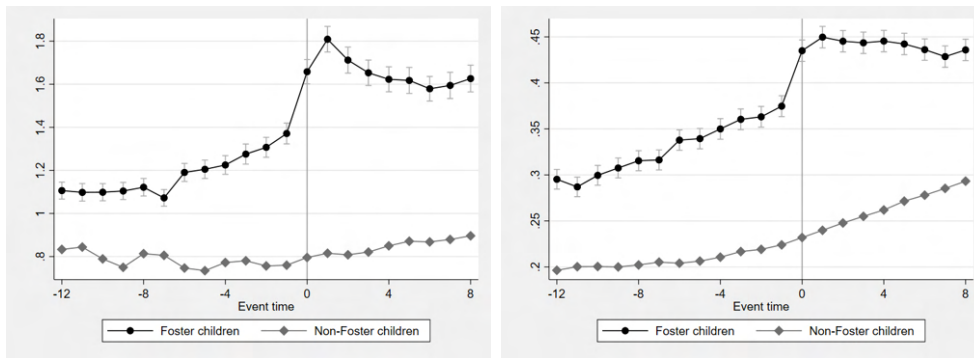 1.8
1.6
1.4
1.2
1
.8
-12 -8 -4 0 4 8
Event time
Foster children Non-Foster children
.45
.4
.35
.3
.25
.2
-12 -8 -4 0 4 8
Event time
Foster children Non-Foster children